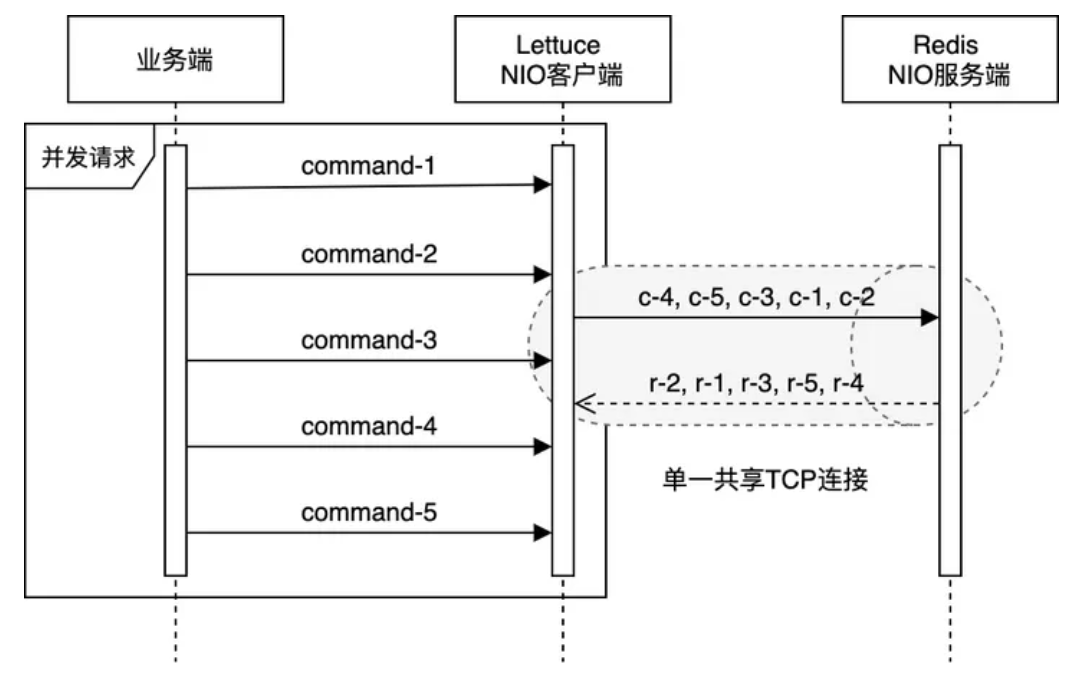 业务端
Lettuce
NIO客户端
Redis
NIO服务端
并发请求
command-1
command-2
c-4, c-5, c-3, c-1, c-2
command-3
r-2, r-1, r-3, r-5, r-4
command-4
单一共享TCP连接
command-5